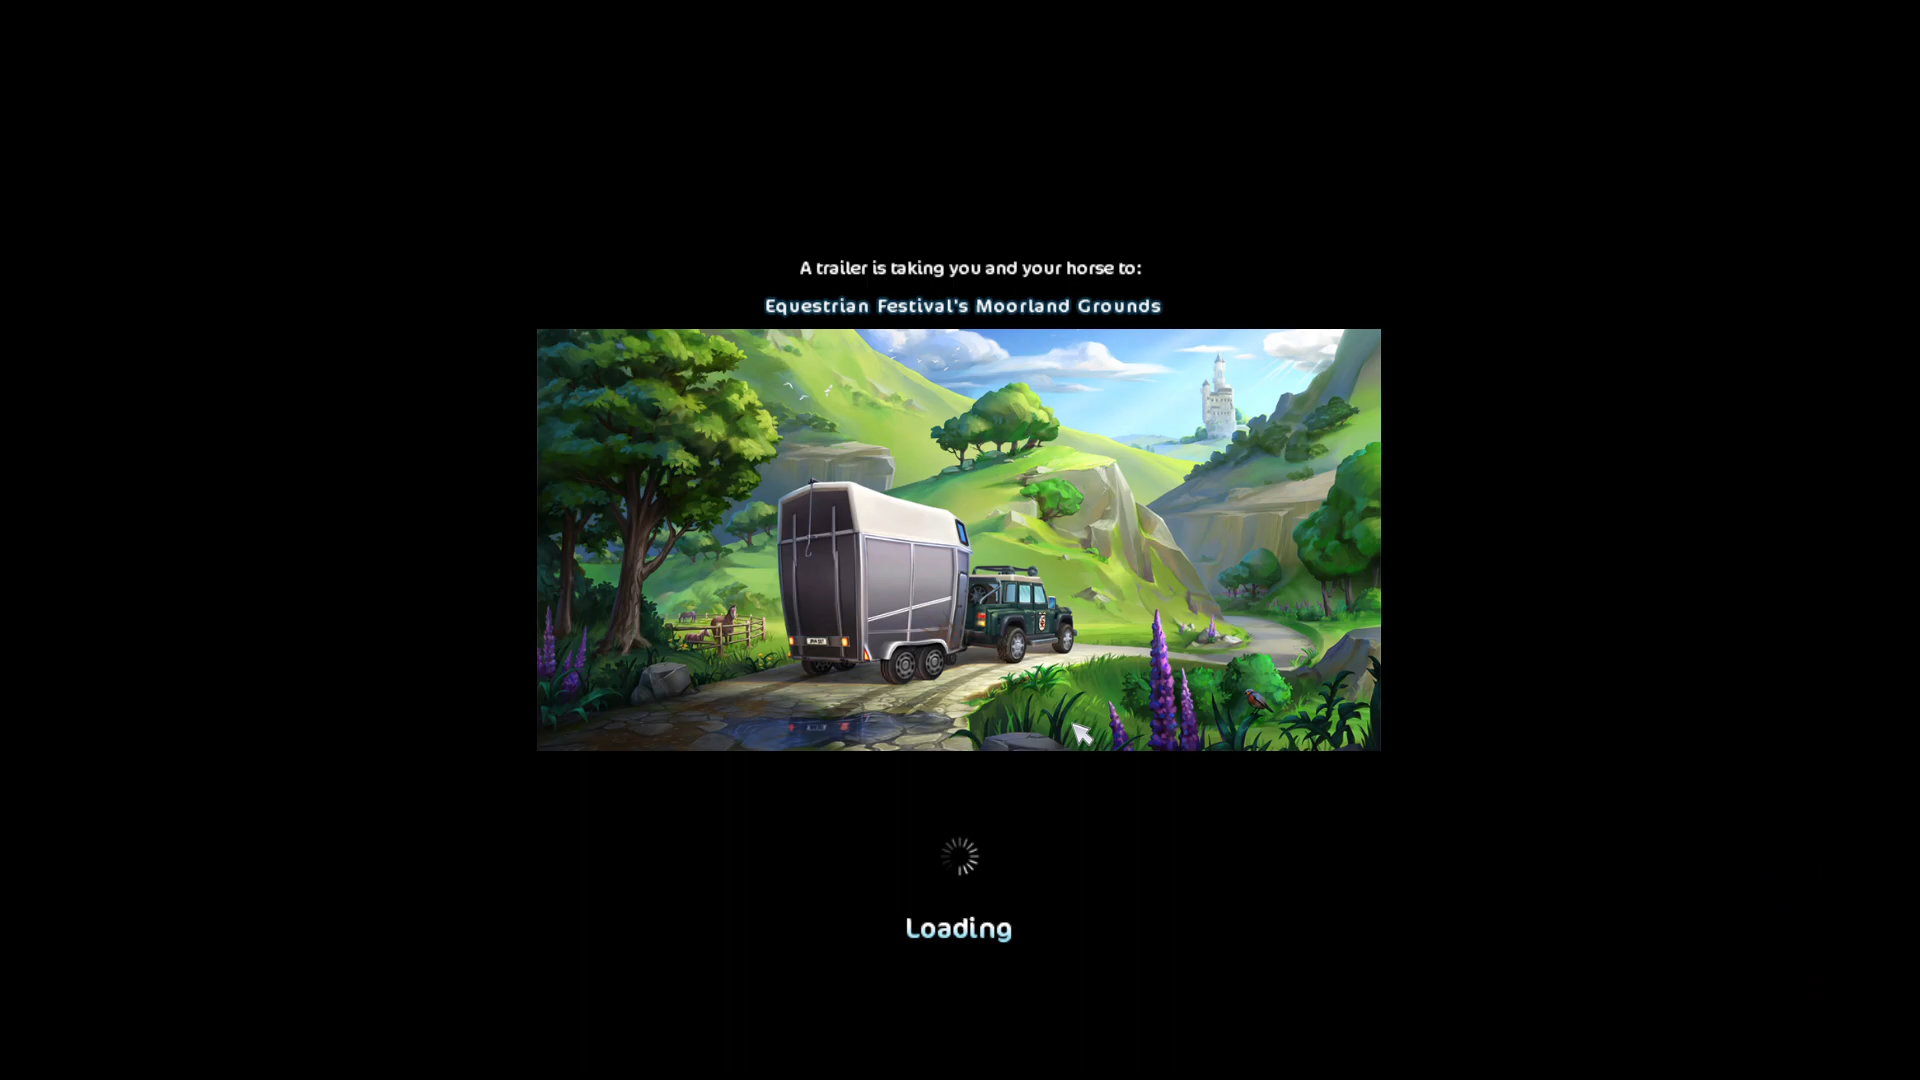 A trailer is taking you and your horse to:
Equestrian Festival's Moorland Grounds
Loading